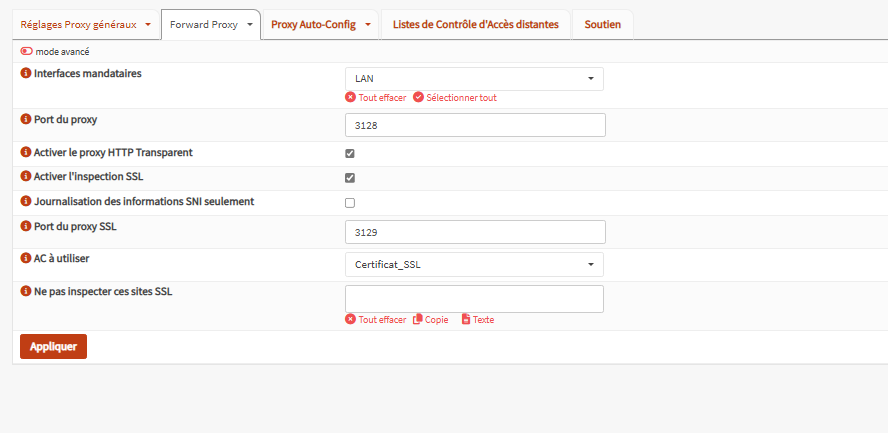 Réglages Proxy généraux Forward Proxy Proxy Auto-Config Listes de Contrôle d'Accès distantes Soutien
mode avancé
Interfaces mandataires LAN
Tout effacer Sélectionner tout
Port du proxy 3128
Activer le proxy HTTP Transparent
Activer l'inspection SSL
Journalisation des informations SNI seulement
Port du proxy SSL 3129
AC à utiliser Certificat_SSL
Ne pas inspecter ces sites SSL
Tout effacer Copie Texte
Appliquer